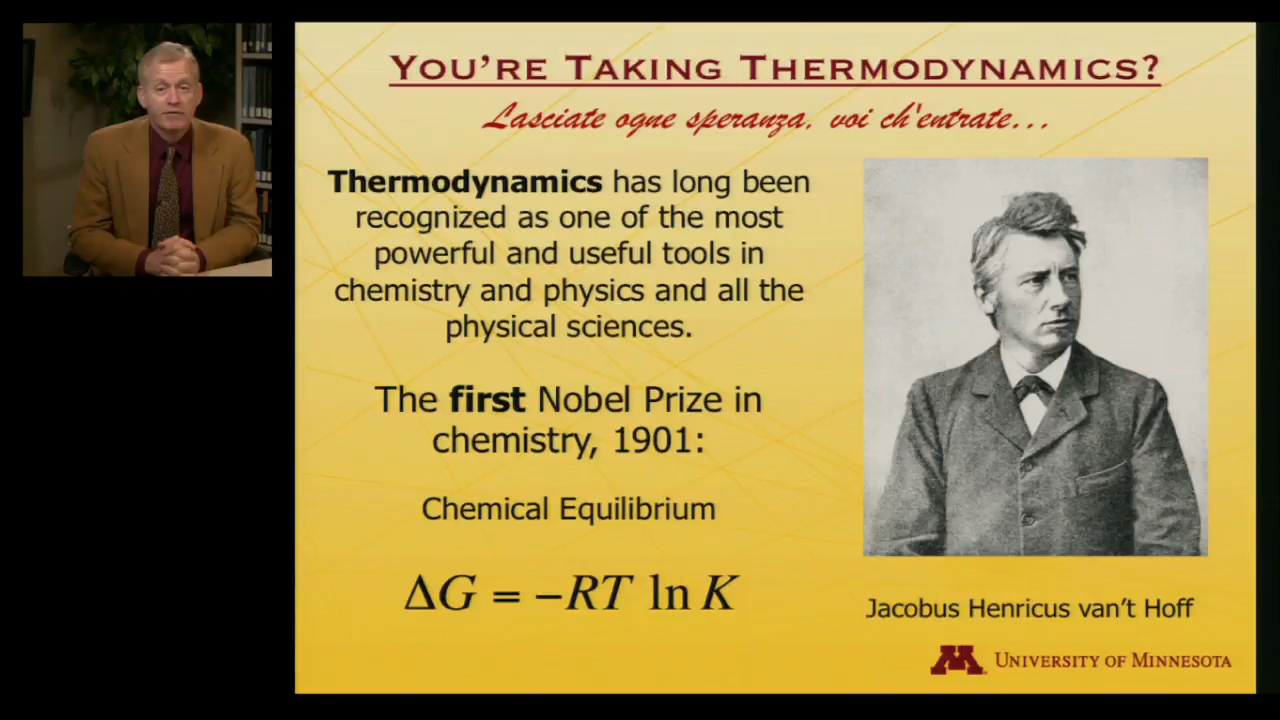 YOU'RE TAKING THERMODYNAMICS?
Lasciate ogne speranza, voi ch'entrate...
Thermodynamics has long been
recognized as one of the most
powerful and useful tools in
chemistry and physics and all the
physical sciences.
The first Nobel Prize in
chemistry, 1901:
Chemical Equilibrium
ΔG = −RT ln K
Jacobus Henricus van't Hoff
M UNIVERSITY OF MINNESOTA